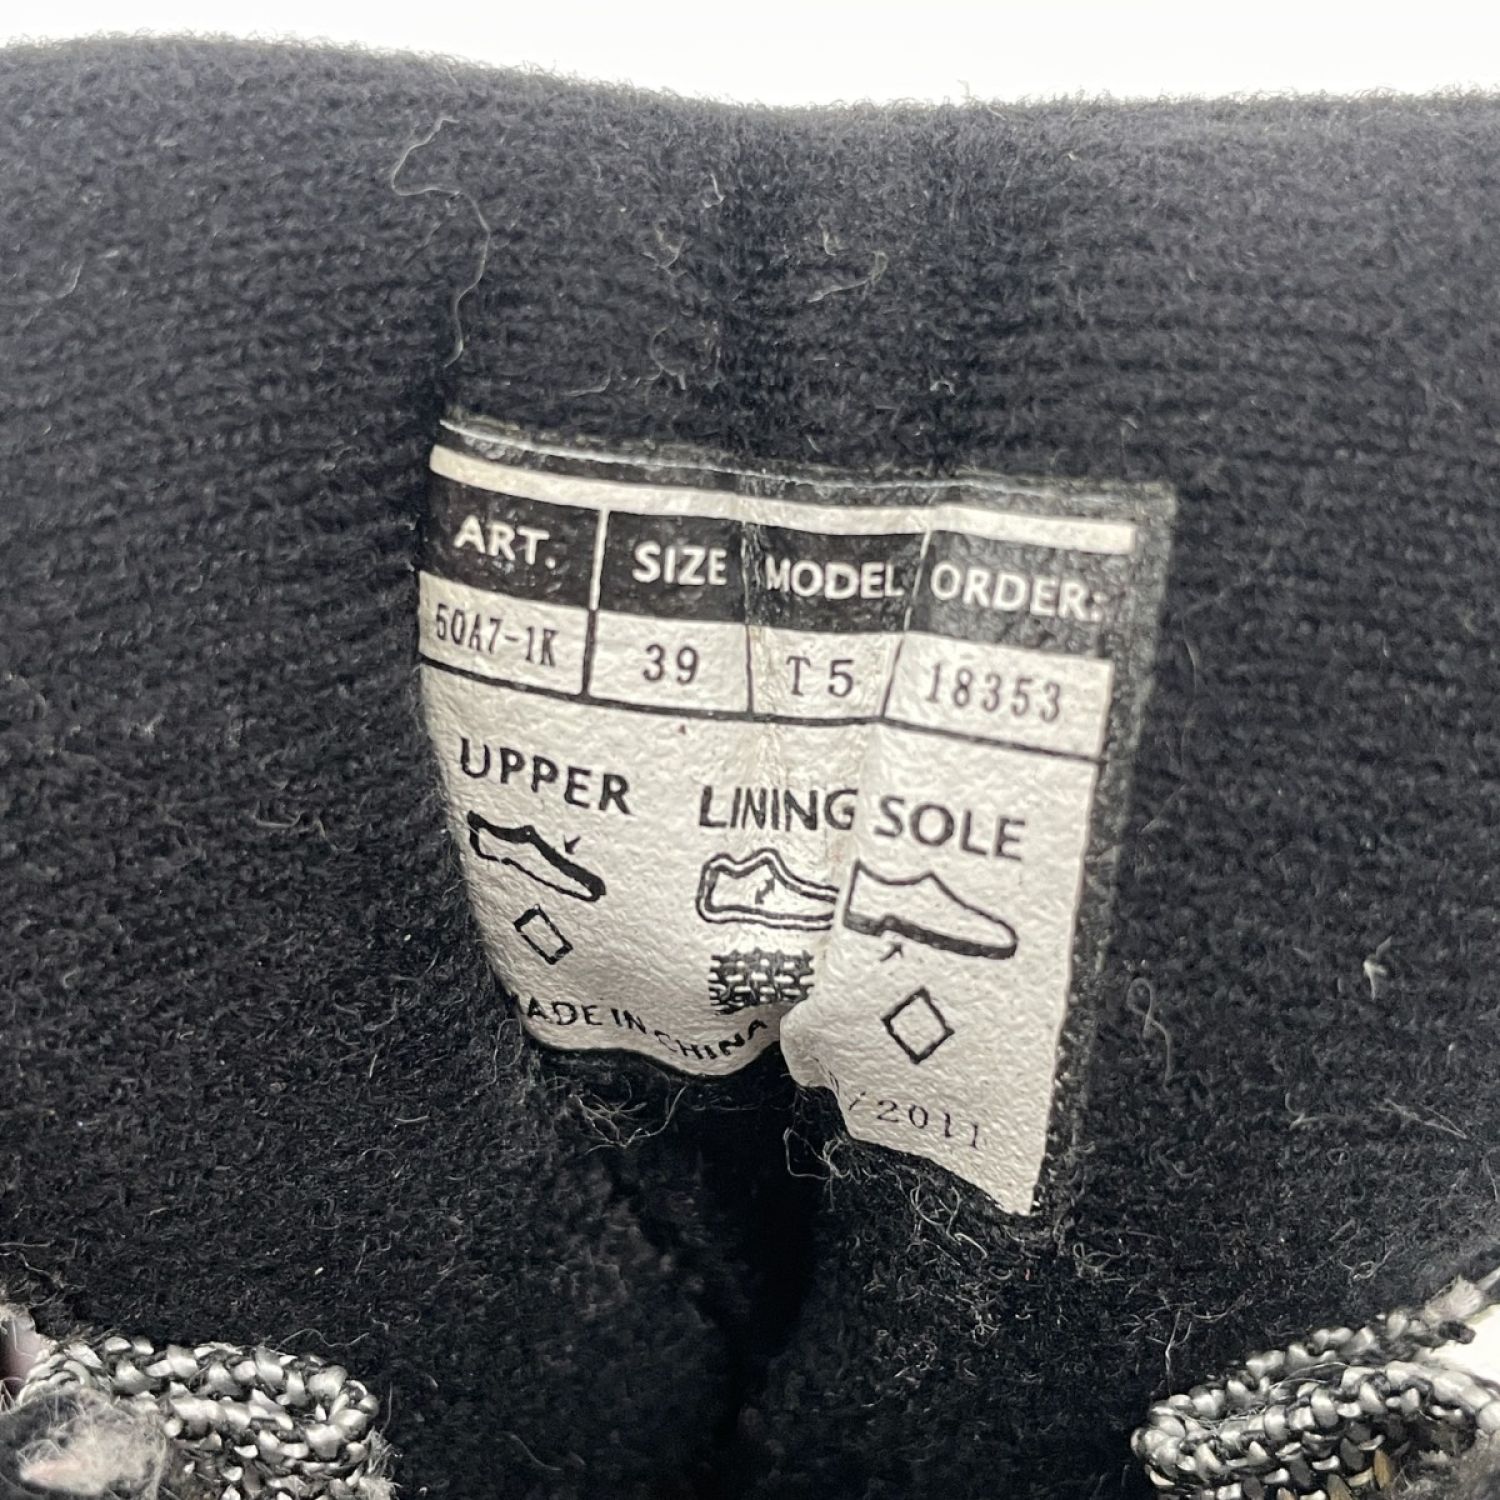 ART. SIZE MODEL ORDER:
50A7-1K 39 T5 18353
UPPER LINING SOLE
MADE IN CHINA
/2011